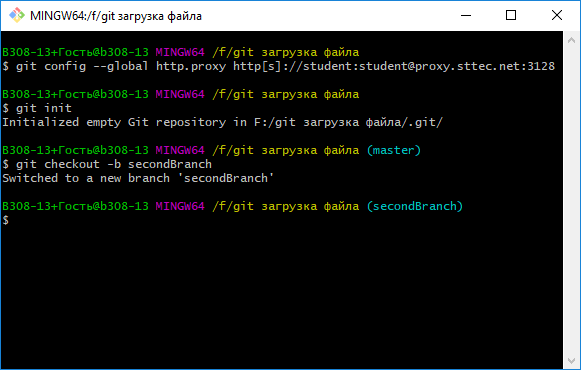 MINGW64:/f/git загрузка файла
B308-13+Гость@b308-13 MINGW64 /f/git загрузка файла
$ git config --global http.proxy http[s]://student:student@proxy.sttec.net:3128
B308-13+Гость@b308-13 MINGW64 /f/git загрузка файла
$ git init
Initialized empty Git repository in F:/git загрузка файла/.git/
B308-13+Гость@b308-13 MINGW64 /f/git загрузка файла (master)
$ git checkout -b secondBranch
Switched to a new branch 'secondBranch'
B308-13+Гость@b308-13 MINGW64 /f/git загрузка файла (secondBranch)
$